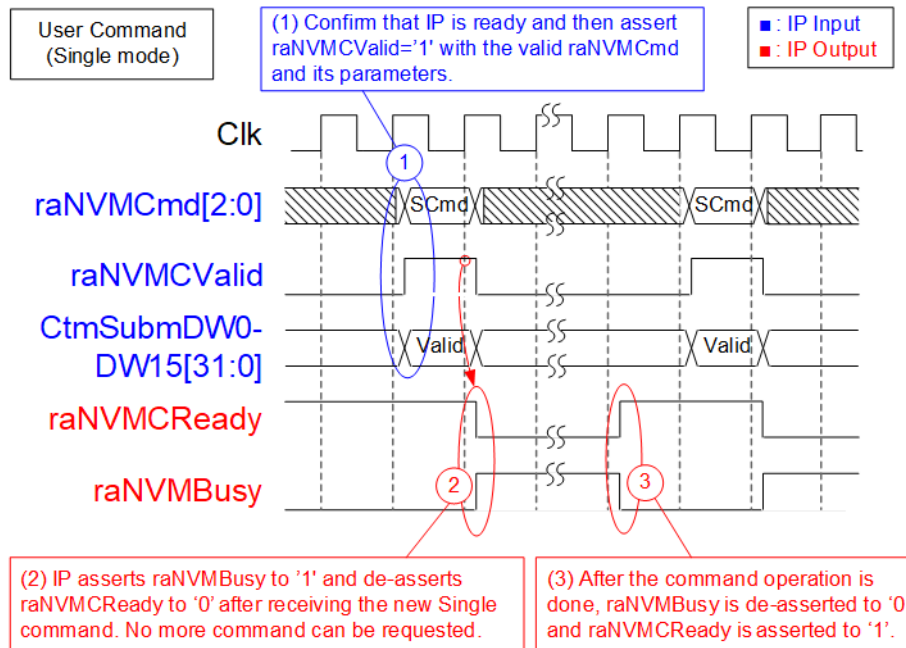 User Command
(Single mode)
(1) Confirm that IP is ready and then assert
raNVMCValid='1' with the valid raNVMCmd
and its parameters.
■ : IP Input
■ : IP Output
Clk
1
raNVMCmd[2:0]
SCmd
SCmd
raNVMCValid
CtmSubmDW0-
DW15[31:0]
Valid
Valid
raNVMCReady
raNVMBusy
2
3
(2) IP asserts raNVMBusy to '1' and de-asserts
raNVMCReady to '0' after receiving the new Single
command. No more command can be requested.
(3) After the command operation is
done, raNVMBusy is de-asserted to '0
and raNVMCReady is asserted to '1'.